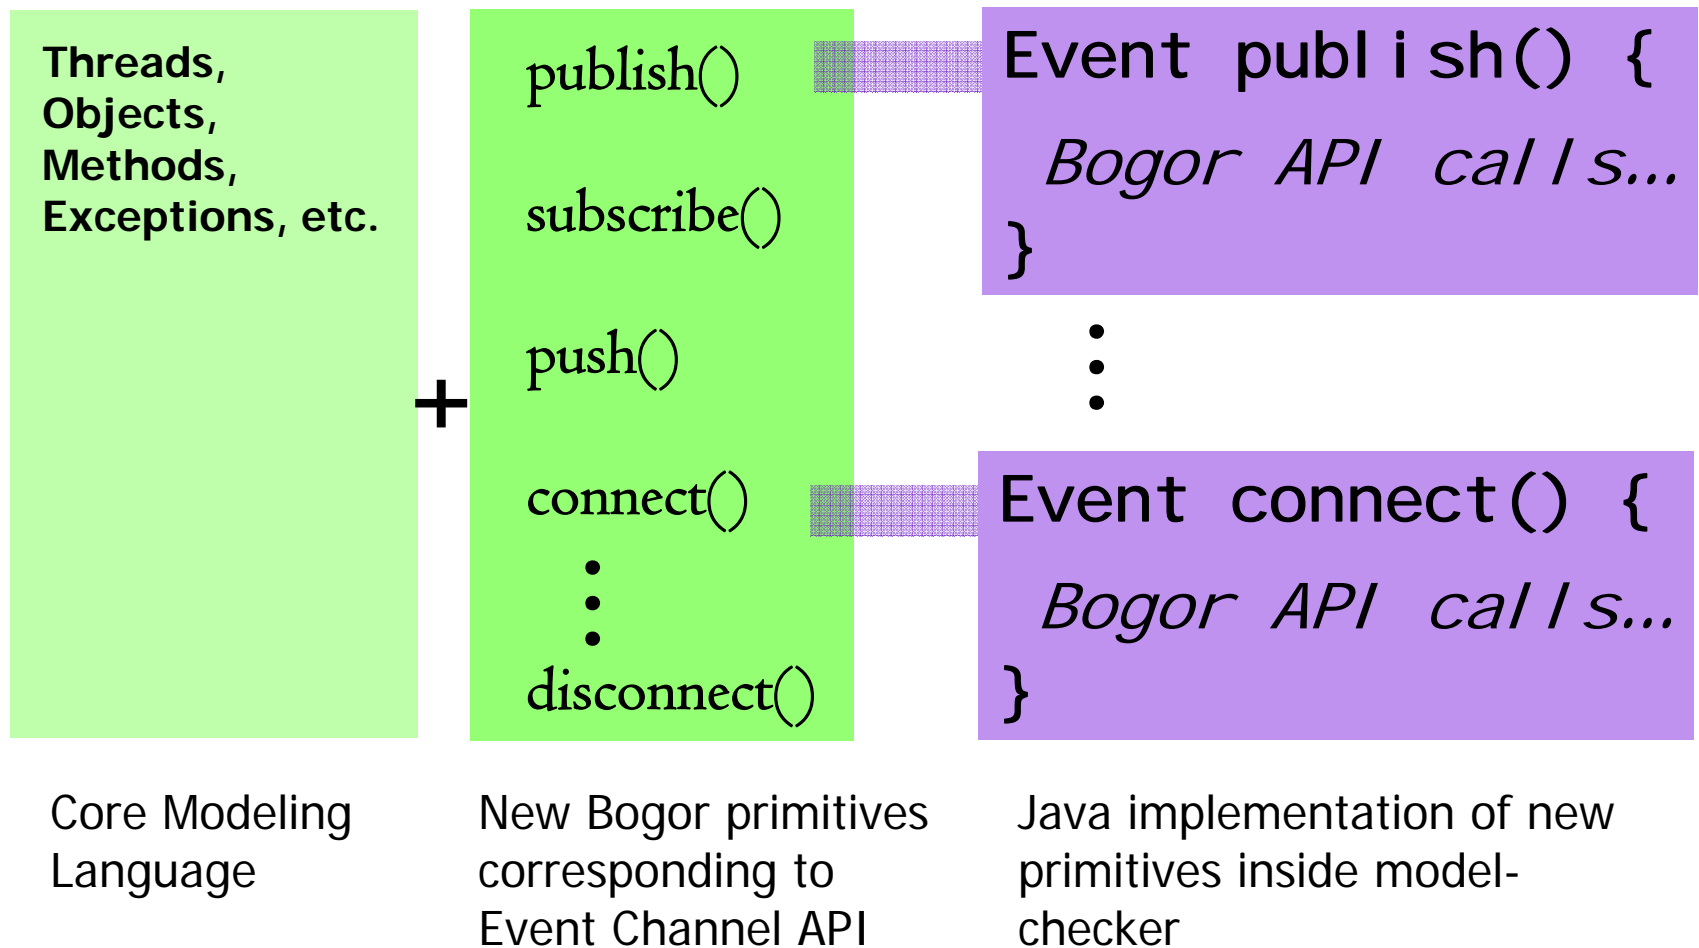 Threads,
Objects,
Methods,
Exceptions, etc.
+
publish()
subscribe()
push()
connect()
disconnect()
Event publish() {
Bogor API calls…
}
Event connect() {
Bogor API calls…
}
Core Modeling
Language
New Bogor primitives
corresponding to
Event Channel API
Java implementation of new
primitives inside model-
checker